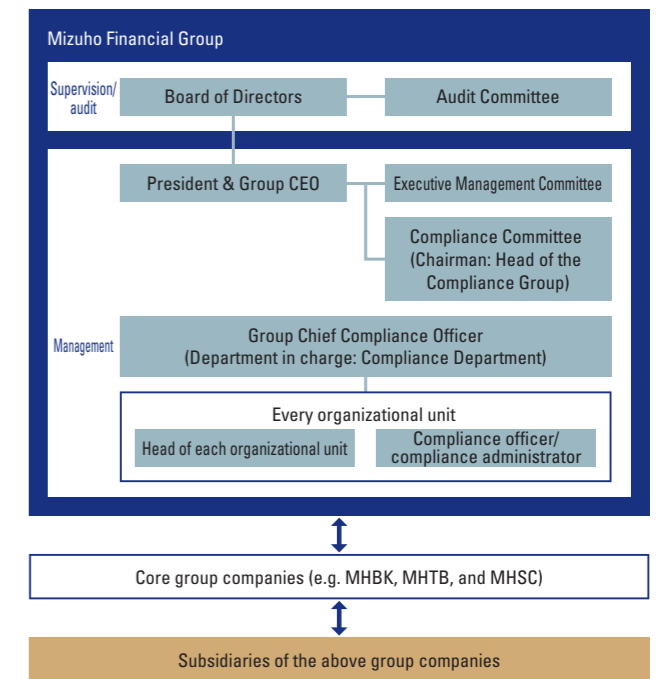 Mizuho Financial Group
Supervision/
audit
Board of Directors
Audit Committee
President & Group CEO
Executive Management Committee
Compliance Committee
(Chairman: Head of the
Compliance Group)
Management
Group Chief Compliance Officer
(Department in charge: Compliance Department)
Every organizational unit
Head of each organizational unit
Compliance officer/
compliance administrator
Core group companies (e.g. MHBK, MHTB, and MHSC)
Subsidiaries of the above group companies